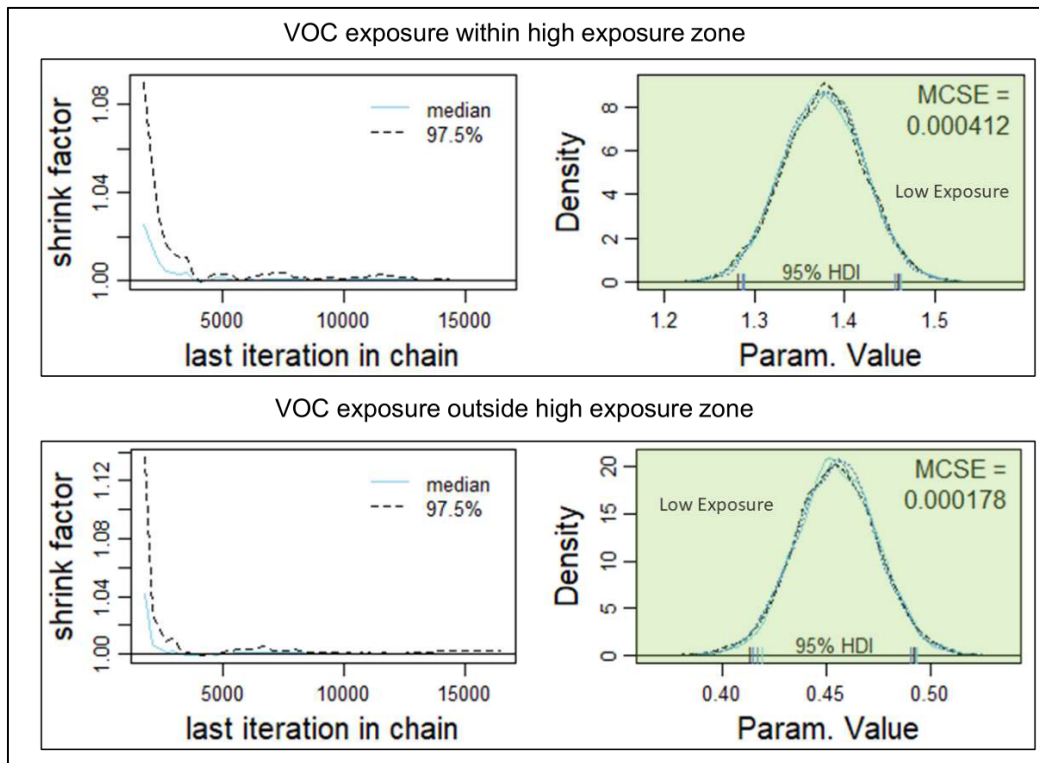 VOC exposure within high exposure zone
shrink factor
1.00 1.04 1.08
median
97.5%
5000 10000 15000
last iteration in chain
Density
0 2 4 6 8
MCSE =
0.000412
Low Exposure
95% HDI
1.2 1.3 1.4 1.5
Param. Value
VOC exposure outside high exposure zone
shrink factor
1.00 1.04 1.08 1.12
median
97.5%
5000 10000 15000
last iteration in chain
Density
0 5 10 15 20
MCSE =
0.000178
Low Exposure
95% HDI
0.40 0.45 0.50
Param. Value